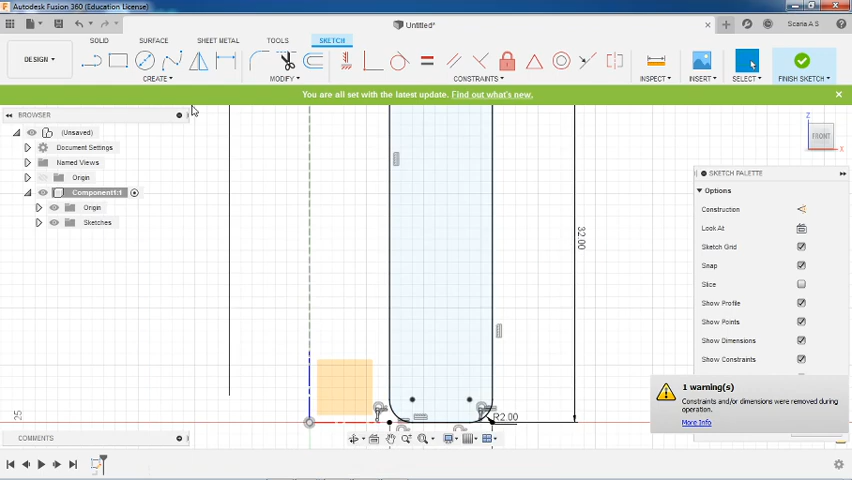 Autodesk Fusion 360 (Education License)
Untitled*
Scaria A S
DESIGN
SOLID
SURFACE
SHEET METAL
TOOLS
SKETCH
CREATE
MODIFY
CONSTRAINTS
INSPECT
INSERT
SELECT
FINISH SKETCH
You are all set with the latest update. Find out what's new.
BROWSER
(Unsaved)
Document Settings
Named Views
Origin
Component1:1
Origin
Sketches
Z
FRONT
X
SKETCH PALETTE
Options
Construction
Look At
Sketch Grid
Snap
Slice
Show Profile
Show Points
Show Dimensions
Show Constraints
32.00
R2.00
25
1 warning(s)
Constraints and/or dimensions were removed during
operation.
More Info
COMMENTS